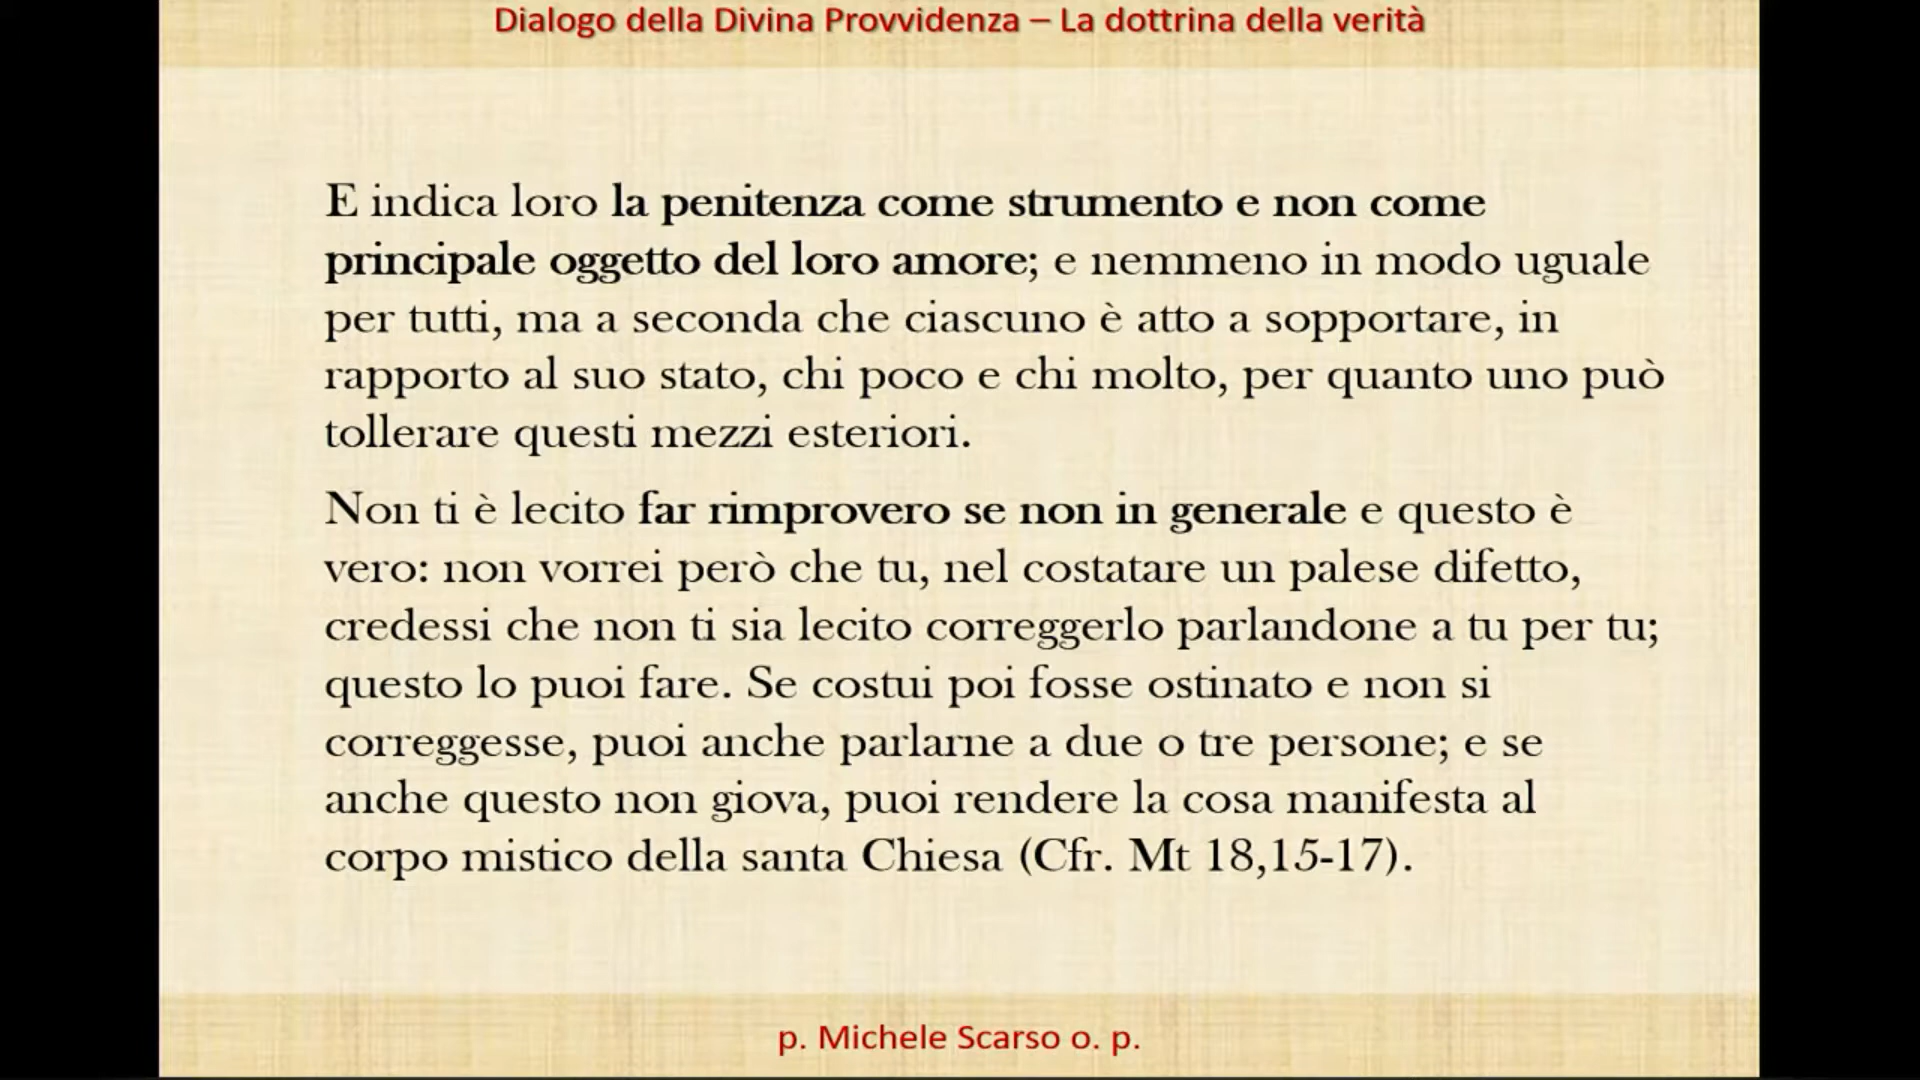 Dialogo della Divina Provvidenza – La dottrina della verità
E indica loro la penitenza come strumento e non come
principale oggetto del loro amore; e nemmeno in modo uguale
per tutti, ma a seconda che ciascuno è atto a sopportare, in
rapporto al suo stato, chi poco e chi molto, per quanto uno può
tollerare questi mezzi esteriori.
Non ti è lecito far rimprovero se non in generale e questo è
vero: non vorrei però che tu, nel costatare un palese difetto,
credessi che non ti sia lecito correggerlo parlandone a tu per tu;
questo lo puoi fare. Se costui poi fosse ostinato e non si
correggesse, puoi anche parlarne a due o tre persone; e se
anche questo non giova, puoi rendere la cosa manifesta al
corpo mistico della santa Chiesa (Cfr. Mt 18,15-17).
p. Michele Scarso o. p.